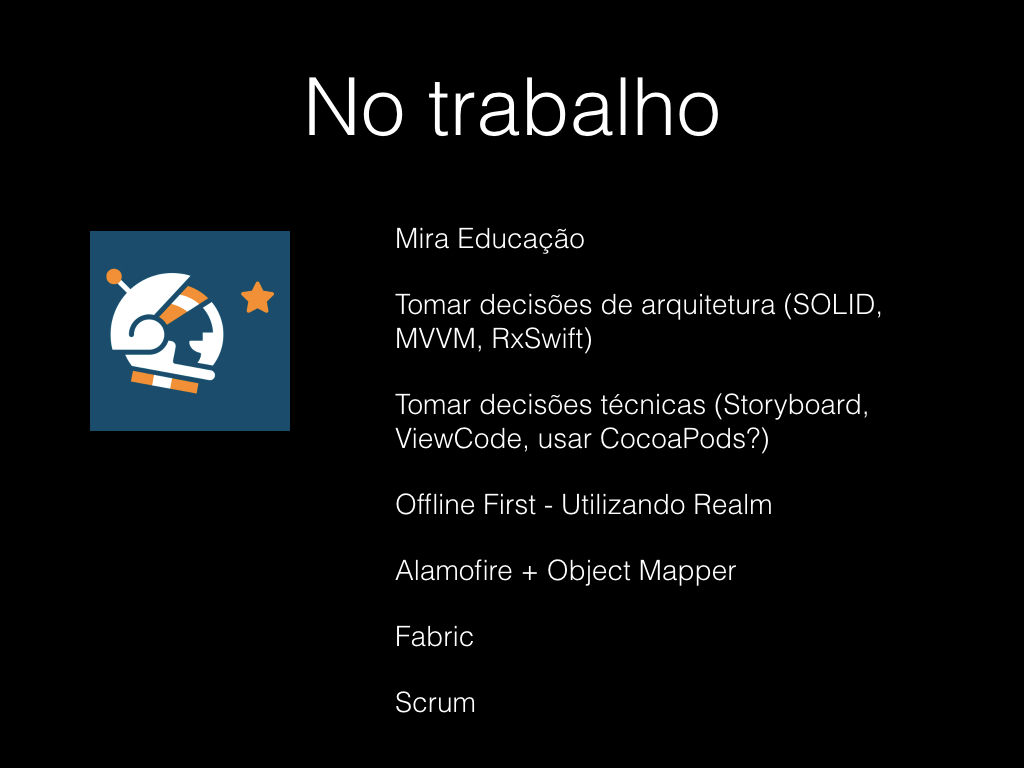 No trabalho
Mira Educação
Tomar decisões de arquitetura (SOLID,
MVVM, RxSwift)
Tomar decisões técnicas (Storyboard,
ViewCode, usar CocoaPods?)
Offline First - Utilizando Realm
Alamofire + Object Mapper
Fabric
Scrum